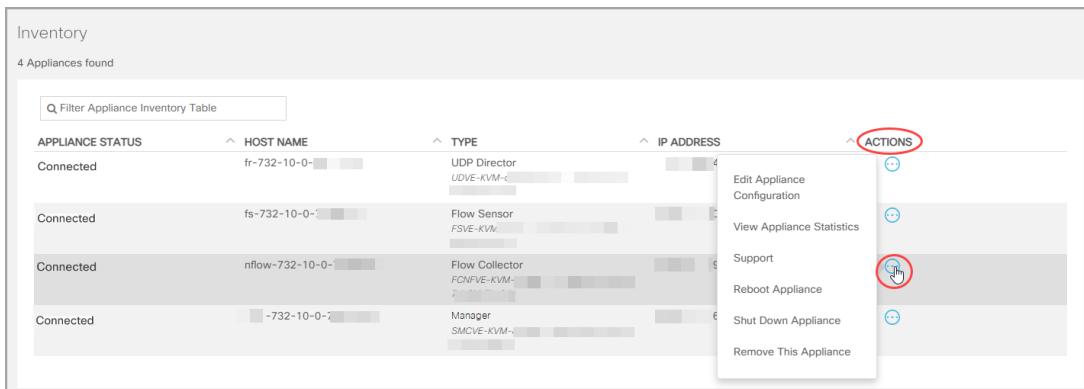 Inventory
4 Appliances found
Filter Appliance Inventory Table
APPLIANCE STATUS HOST NAME TYPE IP ADDRESS ACTIONS
Connected fr-732-10-0- UDP Director
UDVE-KVM-
Edit Appliance
Configuration
Connected fs-732-10-0- Flow Sensor
FSVE-KVM-
View Appliance Statistics
Support
Connected nflow-732-10-0- Flow Collector
FCNFVE-KVM-
Reboot Appliance
Connected -732-10-0- Manager
SMCVE-KVM-
Shut Down Appliance
Remove This Appliance